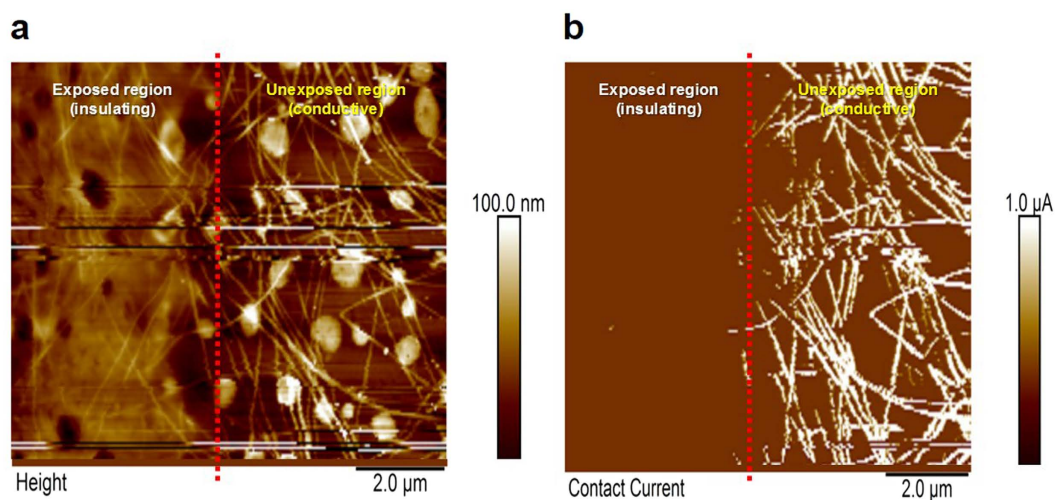 a
Exposed region
(insulating)
Unexposed region
(conductive)
100.0 nm
Height
2.0 µm
b
Exposed region
(insulating)
Unexposed region
(conductive)
1.0 µA
Contact Current
2.0 µm